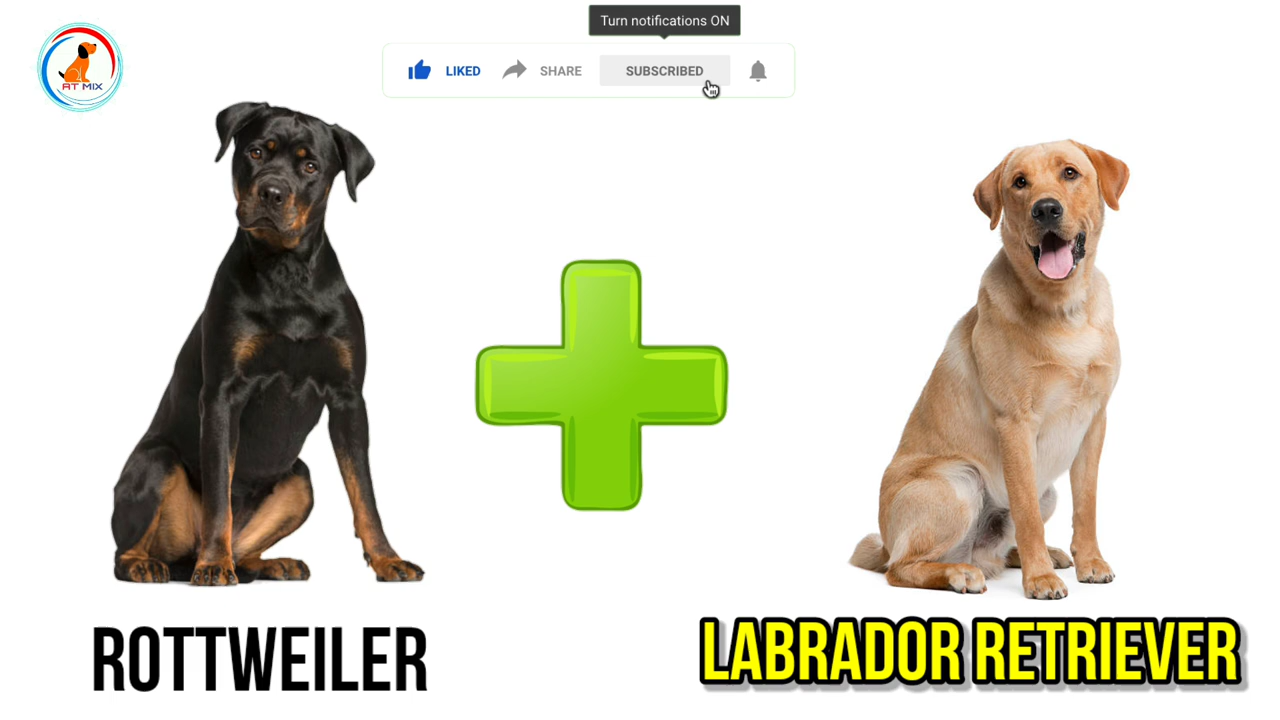 Turn notifications ON
LIKED SHARE SUBSCRIBED
AT MIX
ROTTWEILER
LABRADOR RETRIEVER